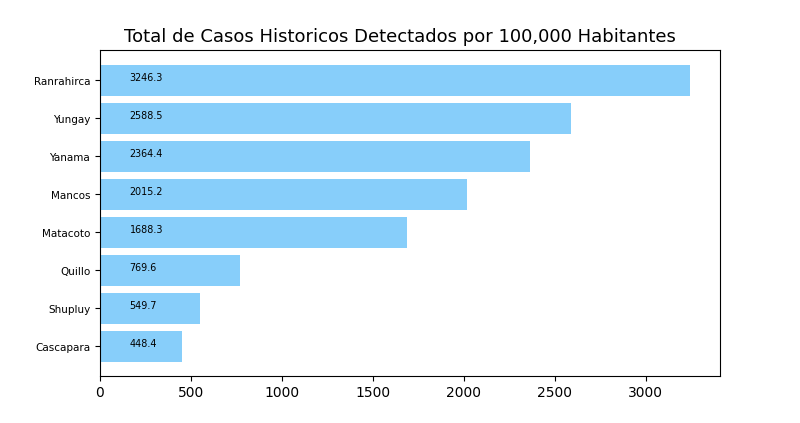 Total de Casos Historicos Detectados por 100,000 Habitantes
Ranrahirca 3246.3
Yungay 2588.5
Yanama 2364.4
Mancos 2015.2
Matacoto 1688.3
Quillo 769.6
Shupluy 549.7
Cascapara 448.4
0 500 1000 1500 2000 2500 3000